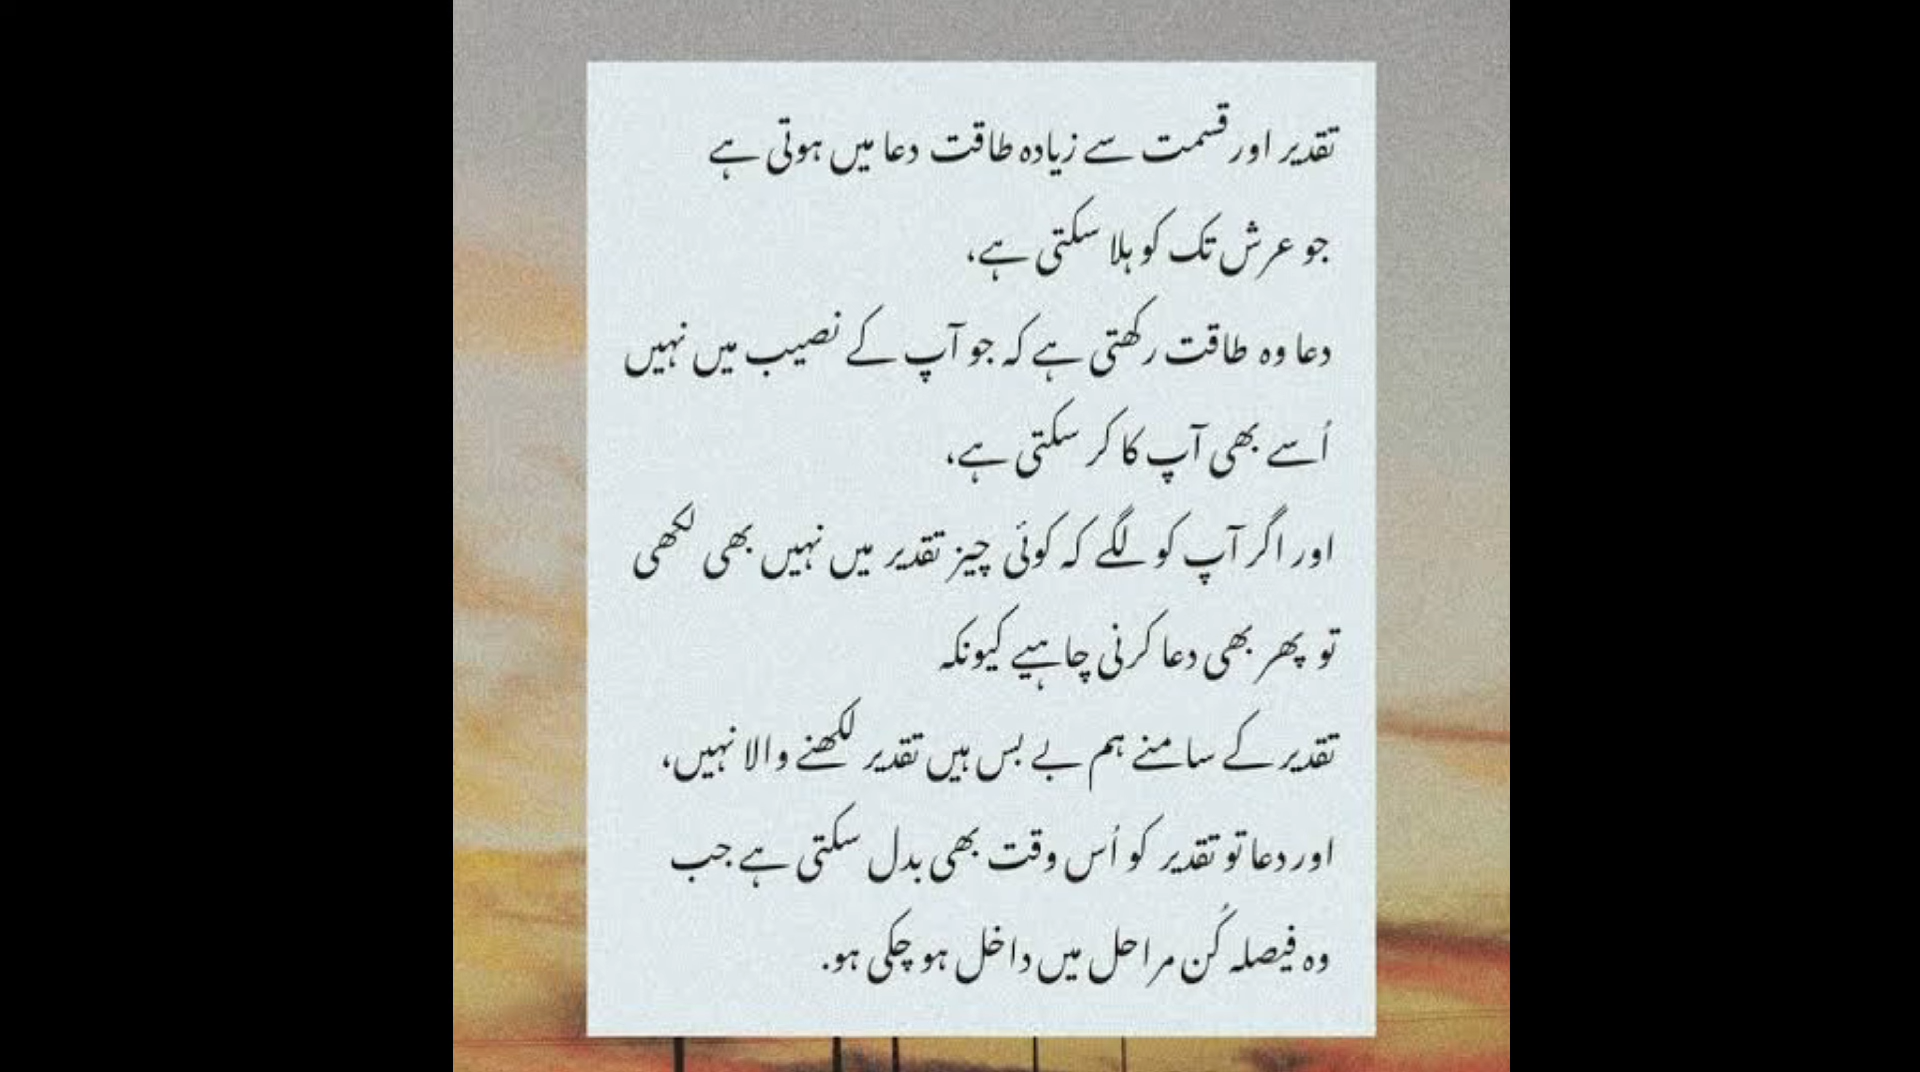 تقدیر اور قسمت سے زیادہ طاقت دعا میں ہوتی ہے
جو عرش تک کو ہلا سکتی ہے،
دعا وہ طاقت رکھتی ہے کہ جو آپ کے نصیب میں نہیں
اُسے بھی آپ کا کر سکتی ہے،
اور اگر آپ کو لگے کہ کوئی چیز تقدیر میں نہیں بھی لکھی
تو پھر بھی دعا کرنی چاہیے کیونکہ
تقدیر کے سامنے ہم بے بس ہیں تقدیر لکھنے والا نہیں،
اور دعا تو تقدیر کو اُس وقت بھی بدل سکتی ہے جب
وہ فیصلہ کُن مراحل میں داخل ہو چکی ہو.